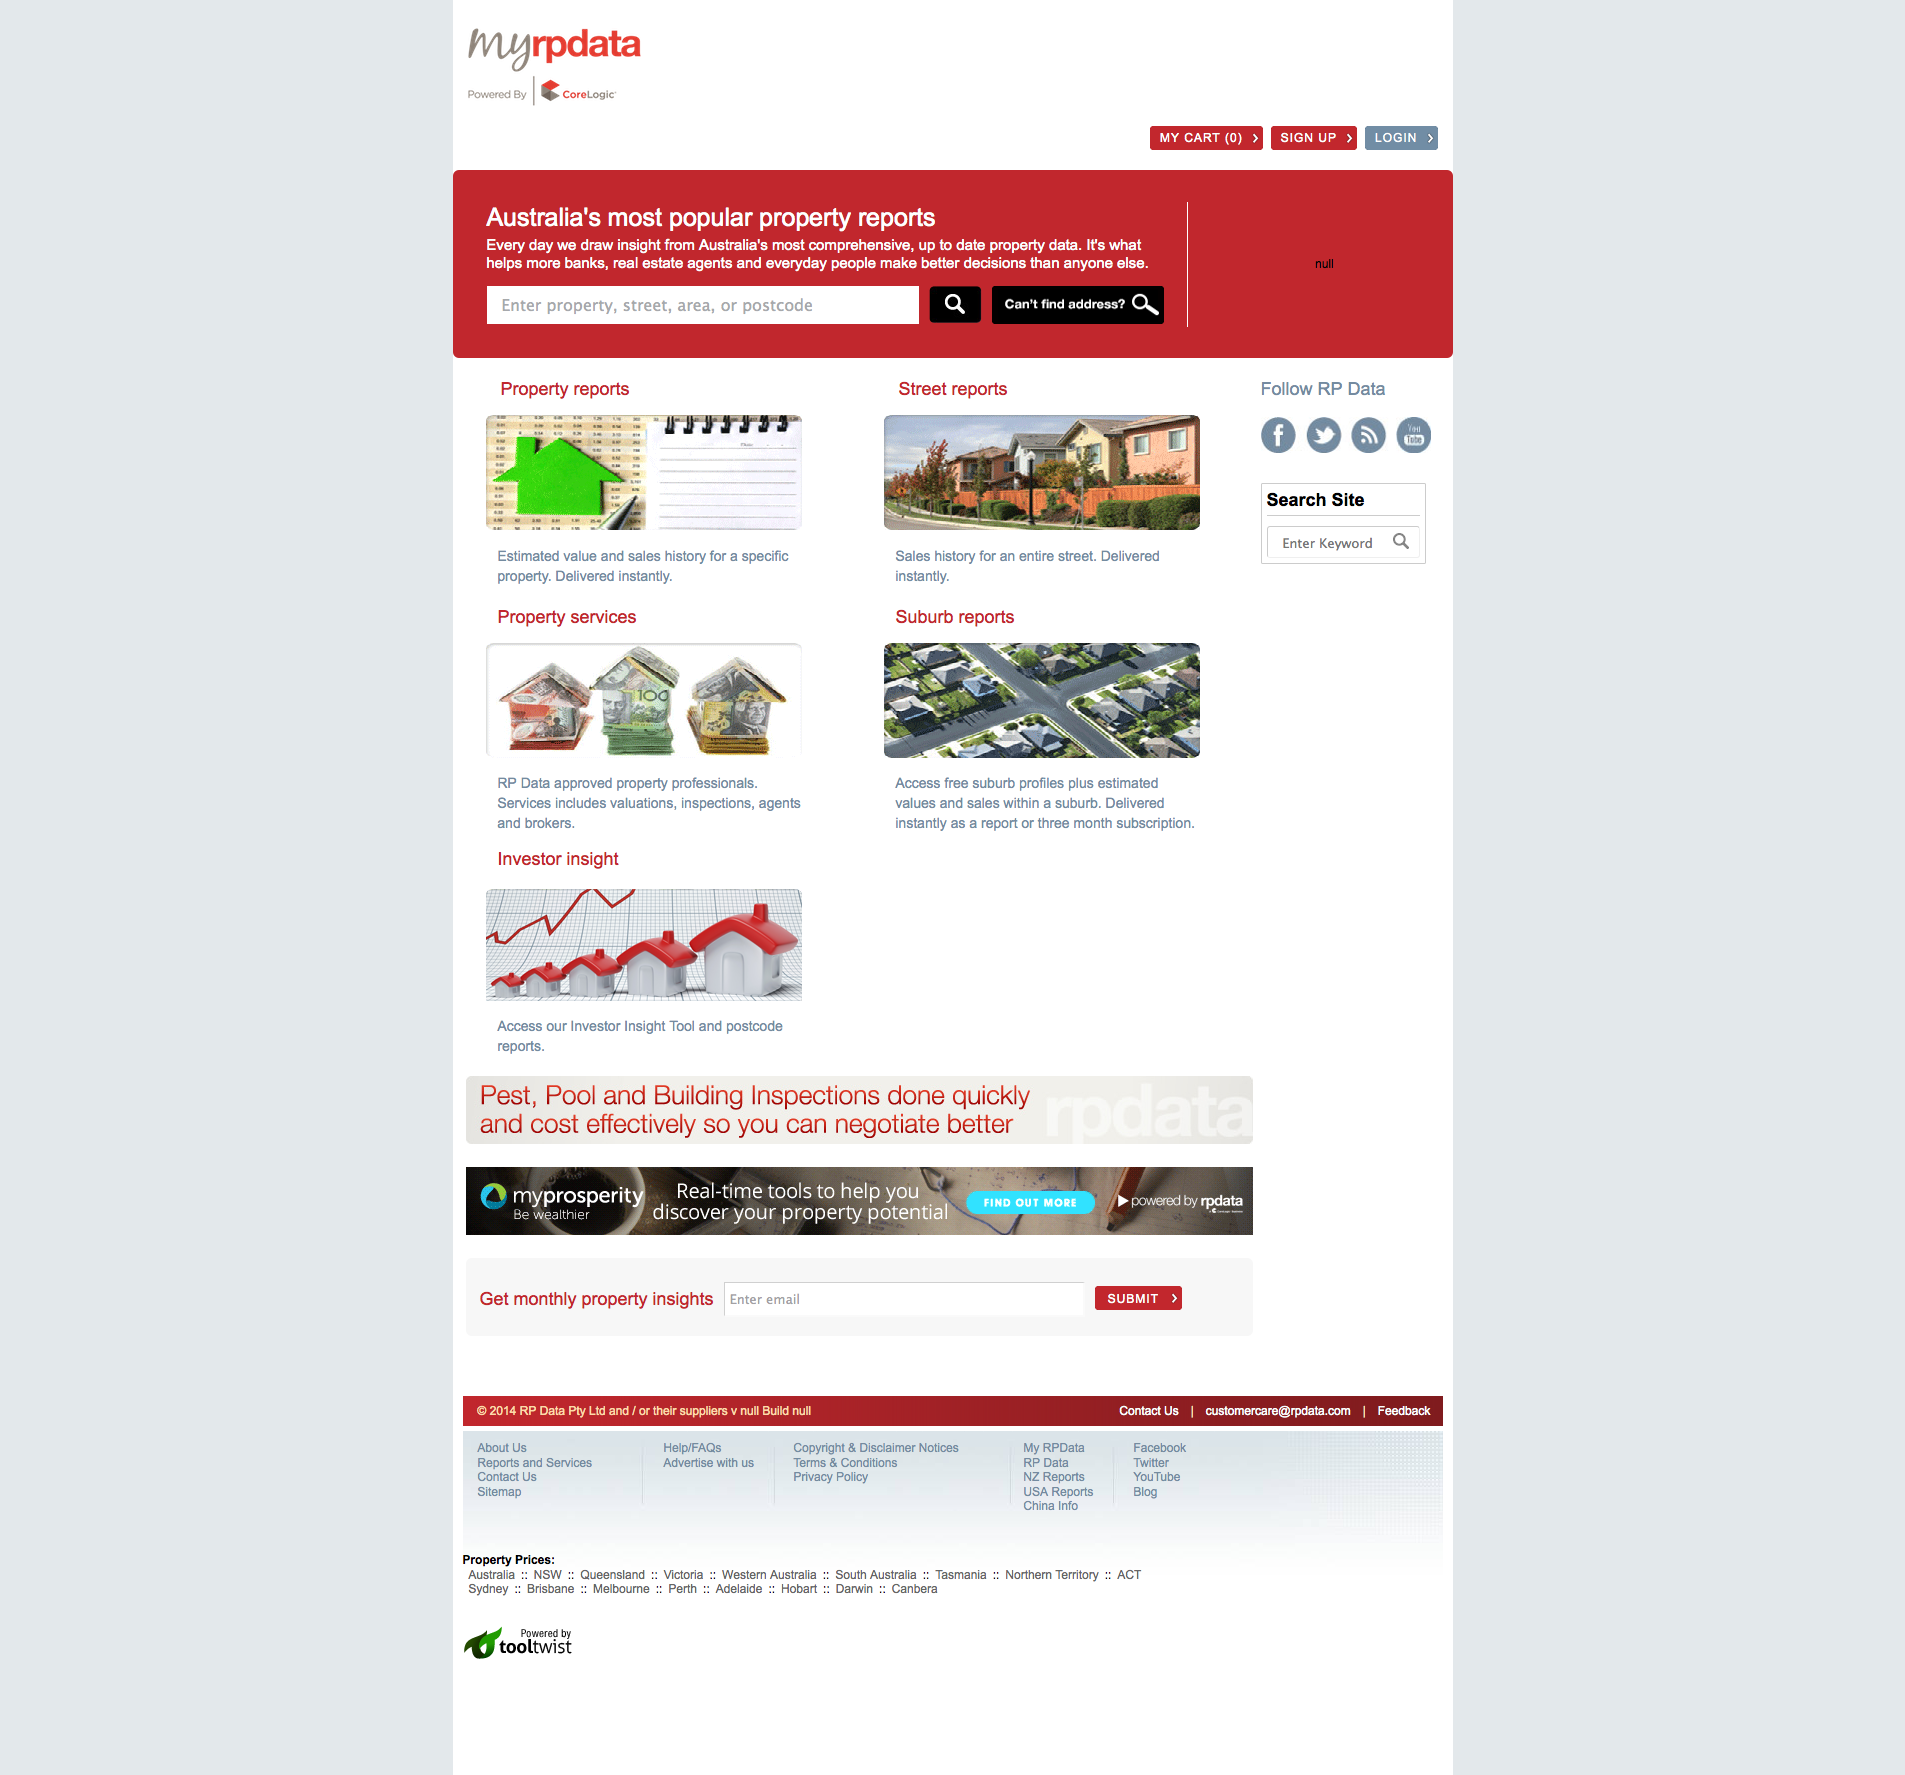 myrpdata
Powered By CoreLogic
MY CART (0)
SIGN UP
LOGIN
Australia's most popular property reports
Every day we draw insight from Australia's most comprehensive, up to date property data. It's what
helps more banks, real estate agents and everyday people make better decisions than anyone else.
null
Enter property, street, area, or postcode
Can't find address?
Property reports
Street reports
Follow RP Data
You
Tube
Search Site
Enter Keyword
Estimated value and sales history for a specific
property. Delivered instantly.
Sales history for an entire street. Delivered
instantly.
Property services
Suburb reports
100
RP Data approved property professionals.
Services includes valuations, inspections, agents
and brokers.
Access free suburb profiles plus estimated
values and sales within a suburb. Delivered
instantly as a report or three month subscription.
Investor insight
Access our Investor Insight Tool and postcode
reports.
Pest, Pool and Building Inspections done quickly
and cost effectively so you can negotiate better
rpdata
myprosperity
Be wealthier
Real-time tools to help you
discover your property potential
FIND OUT MORE
powered by rpdata
Get monthly property insights
Enter email
SUBMIT
© 2014 RP Data Pty Ltd and / or their suppliers v null Build null
Contact Us | customercare@rpdata.com | Feedback
About Us
Reports and Services
Contact Us
Sitemap
Help/FAQs
Advertise with us
Copyright & Disclaimer Notices
Terms & Conditions
Privacy Policy
My RPData
RP Data
NZ Reports
USA Reports
China Info
Facebook
Twitter
YouTube
Blog
Property Prices:
Australia :: NSW :: Queensland :: Victoria :: Western Australia :: South Australia :: Tasmania :: Northern Territory :: ACT
Sydney :: Brisbane :: Melbourne :: Perth :: Adelaide :: Hobart :: Darwin :: Canbera
Powered by
tooltwist